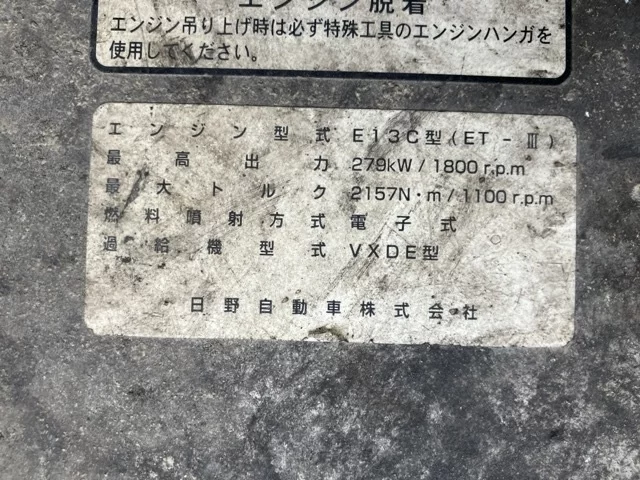 エンジン脱着
エンジン吊り上げ時は必ず特殊工具のエンジンハンガを
使用してください。
エンジン型式 E13C型(ET-Ⅲ)
最高出力 279kW/1800r.p.m
最大トルク 2157N・m/1100r.p.m
燃料噴射方式 電子式
過給機型式 VXDE型
日野自動車株式会社